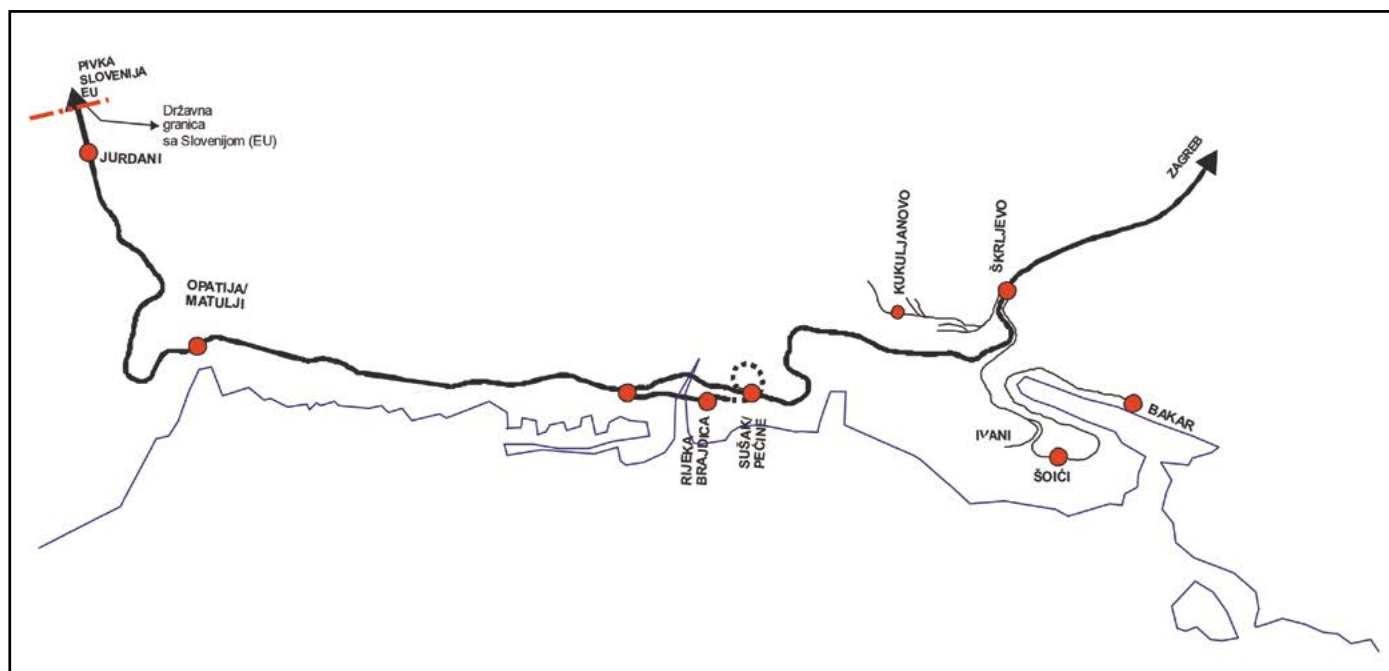 PIVKA
SLOVENIJA
EU
Državna
granica
sa Slovenijom (EU)
JURDANI
OPATIJA/
MATULJI
RIJEKA
BRAJDICA
SUŠAK/
PEĆINE
KUKULJANOVO
ŠKRLJEVO
ZAGREB
IVANI
ŠOIĆI
BAKAR